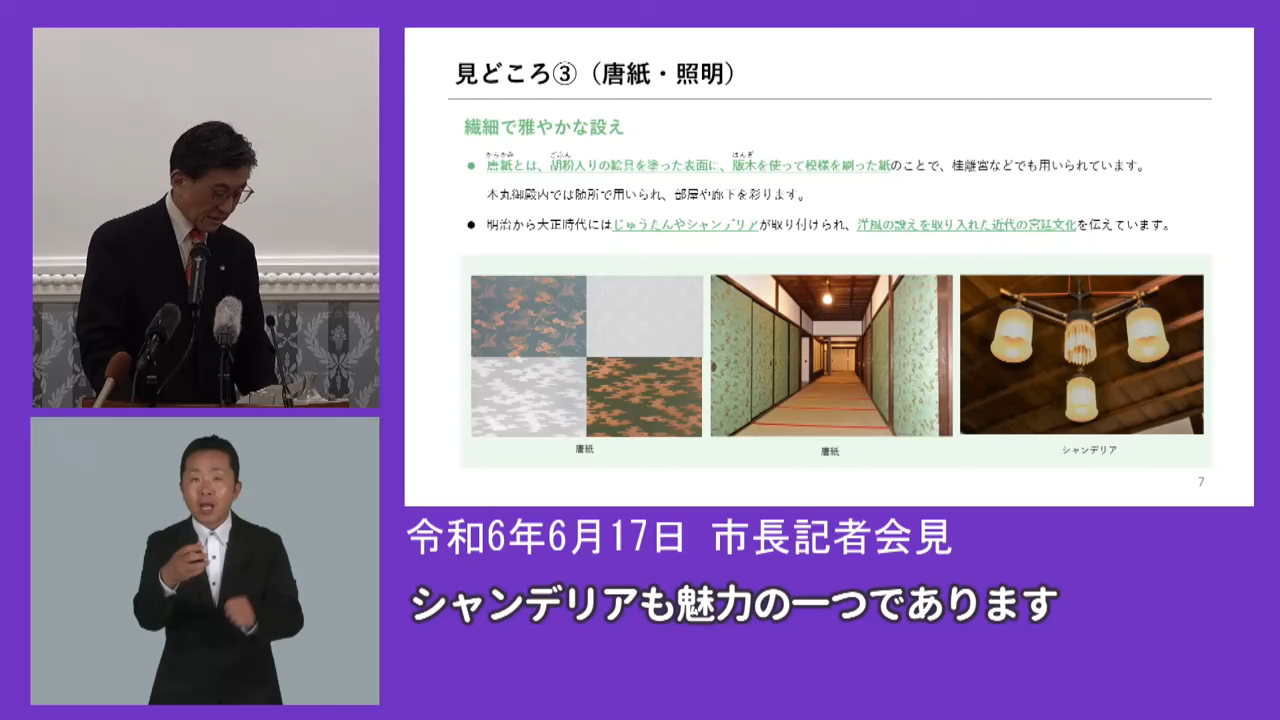 見どころ③（唐紙・照明）
繊細で雅やかな設え
からかみ ごふん はんぎ
● 唐紙とは、胡粉入りの絵具を塗った表面に、版木を使って模様を刷った紙のことで、桂離宮などでも用いられています。
本丸御殿内では随所で用いられ、部屋や廊下を彩ります。
● 明治から大正時代にはじゅうたんやシャンデリアが取り付けられ、洋風の設えを取り入れた近代の宮廷文化を伝えています。
唐紙
唐紙
シャンデリア
7
令和6年6月17日 市長記者会見
シャンデリアも魅力の一つであります